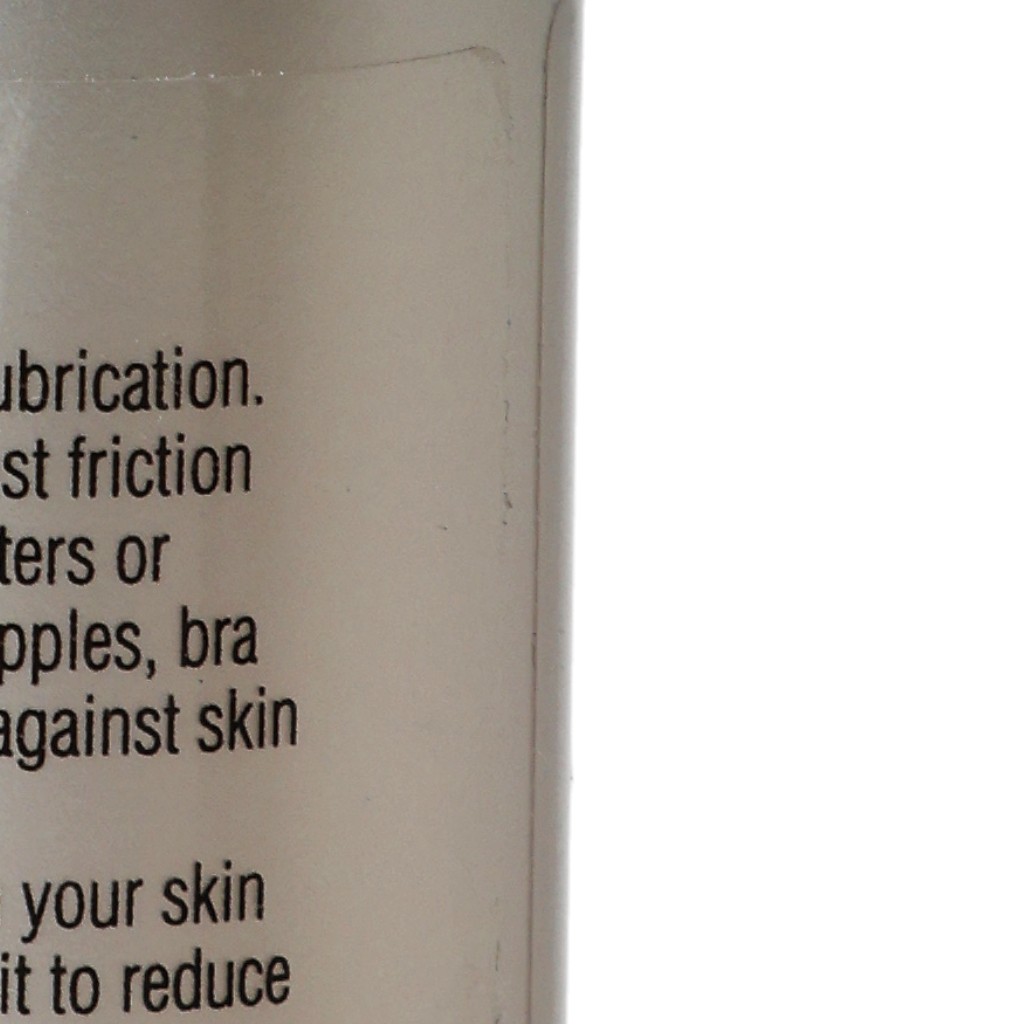 ubrication.
st friction
ters or
pples, bra
against skin
your skin
it to reduce